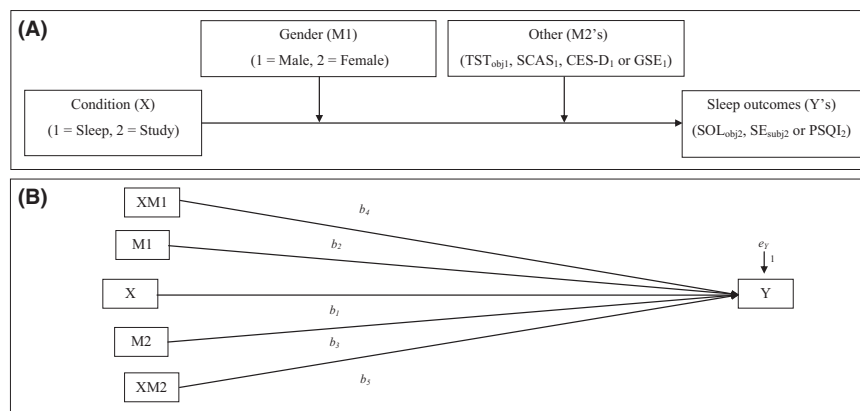 (A)
Gender (M1)
(1 = Male, 2 = Female)
Other (M2’s)
(TSTobj1, SCAS1, CES-D1 or GSE1)
Condition (X)
(1 = Sleep, 2 = Study)
Sleep outcomes (Y’s)
(SOLobj2, SEsubj2 or PSQI2)
(B)
XM1
b4
M1
b2
eY
1
X
Y
b1
M2
b3
XM2
b5